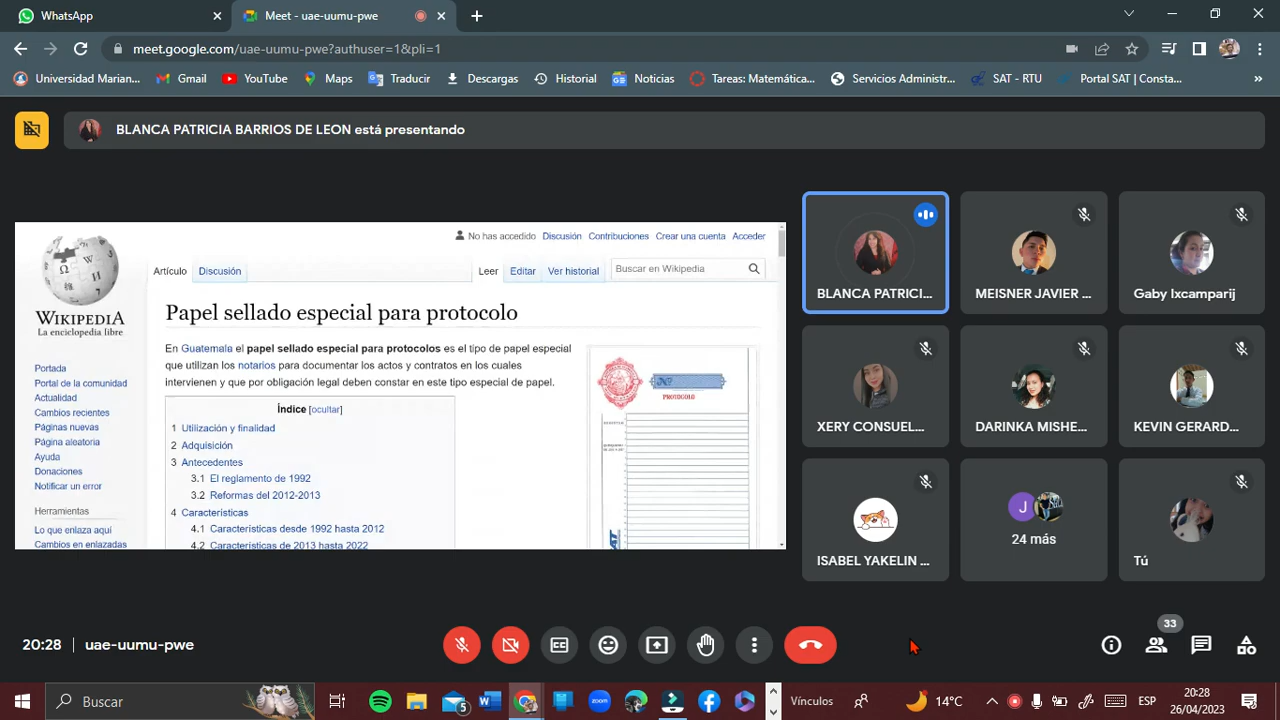 WhatsApp
Meet - uae-uumu-pwe
meet.google.com/uae-uumu-pwe?authuser=1&pli=1
Universidad Marian...
Gmail
YouTube
Maps
Traducir
Descargas
Historial
Noticias
Tareas: Matemátic...
Servicios Administr...
SAT - RTU
Portal SAT | Consta...
BLANCA PATRICIA BARRIOS DE LEON está presentando
No has accedido Discusión Contribuciones Crear una cuenta Acceder
Artículo Discusión Leer Editar Ver historial Buscar en Wikipedia
WIKIPEDIA
La enciclopedia libre
Portada
Portal de la comunidad
Actualidad
Cambios recientes
Páginas nuevas
Página aleatoria
Ayuda
Donaciones
Notificar un error
Herramientas
Lo que enlaza aquí
Cambios en enlazadas
Papel sellado especial para protocolo
En Guatemala el papel sellado especial para protocolos es el tipo de papel especial
que utilizan los notarios para documentar los actos y contratos en los cuales
intervienen y que por obligación legal deben constar en este tipo especial de papel.
Índice [ocultar]
1 Utilización y finalidad
2 Adquisición
3 Antecedentes
3.1 El reglamento de 1992
3.2 Reformas del 2012-2013
4 Características
4.1 Características desde 1992 hasta 2012
4.2 Características de 2013 hasta 2022
Nº
PROTOCOLO
BLANCA PATRICI...
MEISNER JAVIER ...
Gaby Ixcamparij
XERY CONSUEL...
DARINKA MISHE...
KEVIN GERARD...
ISABEL YAKELIN ...
J
24 más
Tú
20:28 | uae-uumu-pwe
33
Buscar
5
zoom
Vínculos
14°C
ESP
20:28
26/04/2023